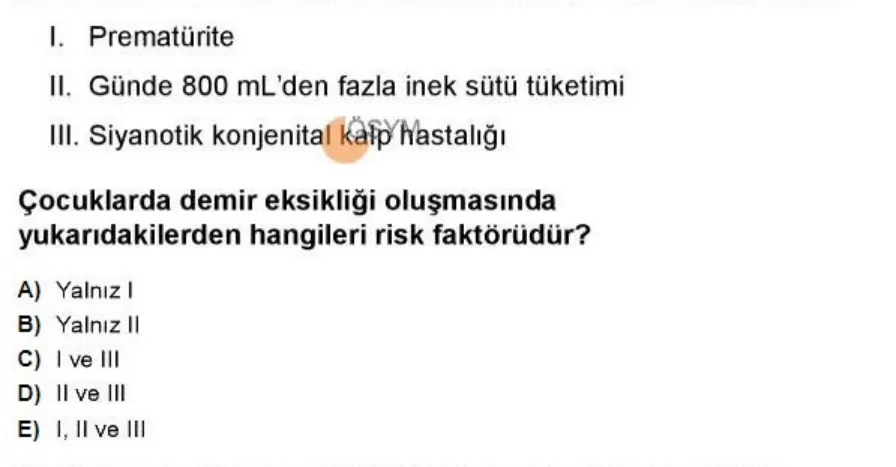 I. Prematürite
II. Günde 800 mL'den fazla inek sütü tüketimi
III. Siyanotik konjenital kalp hastalığı
ÖSYM
Çocuklarda demir eksikliği oluşmasında
yukarıdakilerden hangileri risk faktörüdür?
A) Yalnız I
B) Yalnız II
C) I ve III
D) II ve III
E) I, II ve III